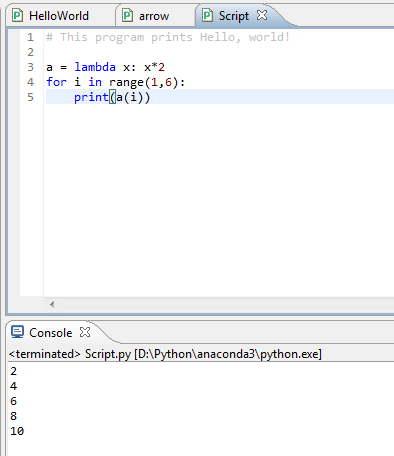 HelloWorld arrow Script
1 # This program prints Hello, world!
2
3 a = lambda x: x*2
4 for i in range(1,6):
5     print(a(i))
Console
<terminated> Script.py [D:\Python\anaconda3\python.exe]
2
4
6
8
10